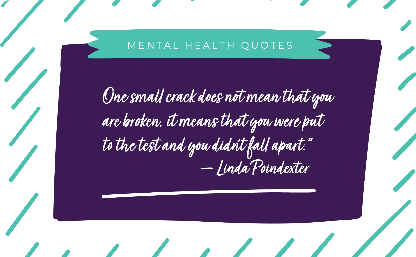 MENTAL HEALTH QUOTES
One small crack does not mean that you
are broken, it means that you were put
to the test and you didn't fall apart.”
— Linda Poindexter